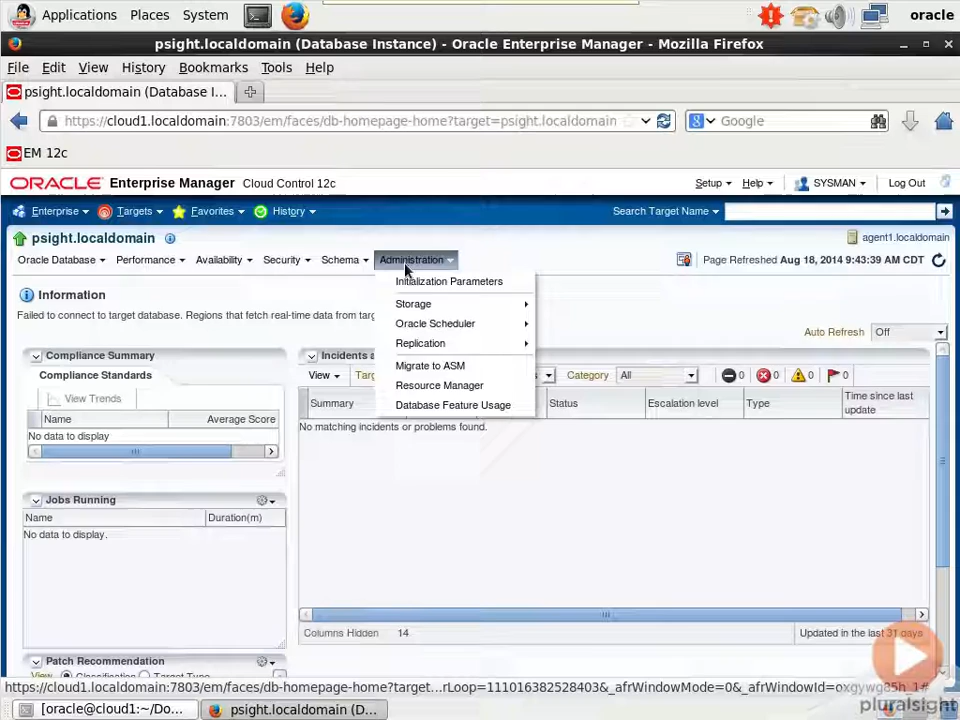 Applications Places System oracle
psight.localdomain (Database Instance) - Oracle Enterprise Manager - Mozilla Firefox
File Edit View History Bookmarks Tools Help
psight.localdomain (Database I...
https://cloud1.localdomain:7803/em/faces/db-homepage-home?target=psight.localdomain Google
EM 12c
ORACLE Enterprise Manager Cloud Control 12c Setup Help SYSMAN Log Out
Enterprise Targets Favorites History Search Target Name
psight.localdomain agent1.localdomain
Oracle Database Performance Availability Security Schema Administration Page Refreshed Aug 18, 2014 9:43:39 AM CDT
Initialization Parameters
Storage
Oracle Scheduler
Replication
Migrate to ASM
Resource Manager
Database Feature Usage
Information
Failed to connect to target database. Regions that fetch real-time data from targ
Auto Refresh Off
Compliance Summary
Compliance Standards
View Trends
Name Average Score
No data to display
Incidents a
View Targ Category All 0 0 0 0
Summary Status Escalation level Type Time since last update
No matching incidents or problems found.
Jobs Running
Name Duration(m)
No data to display.
Columns Hidden 14 Updated in the last 31 days
Patch Recommendation
View Classification Target Type
https://cloud1.localdomain:7803/em/faces/db-homepage-home?target...rLoop=111016382528403&_afrWindowMode=0&_afrWindowId=oxgywg85h_1#
[oracle@cloud1:~/Do... psight.localdomain (D...
pluralsight